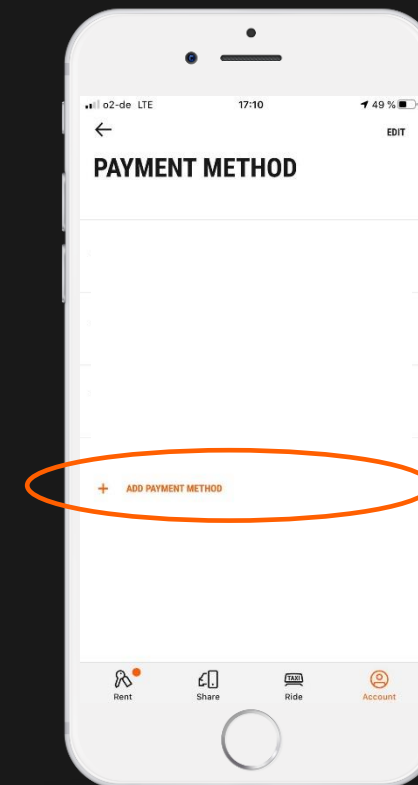 o2-de LTE 17:10 49 %
EDIT
PAYMENT METHOD
+ ADD PAYMENT METHOD
TAXI
Rent Share Ride Account